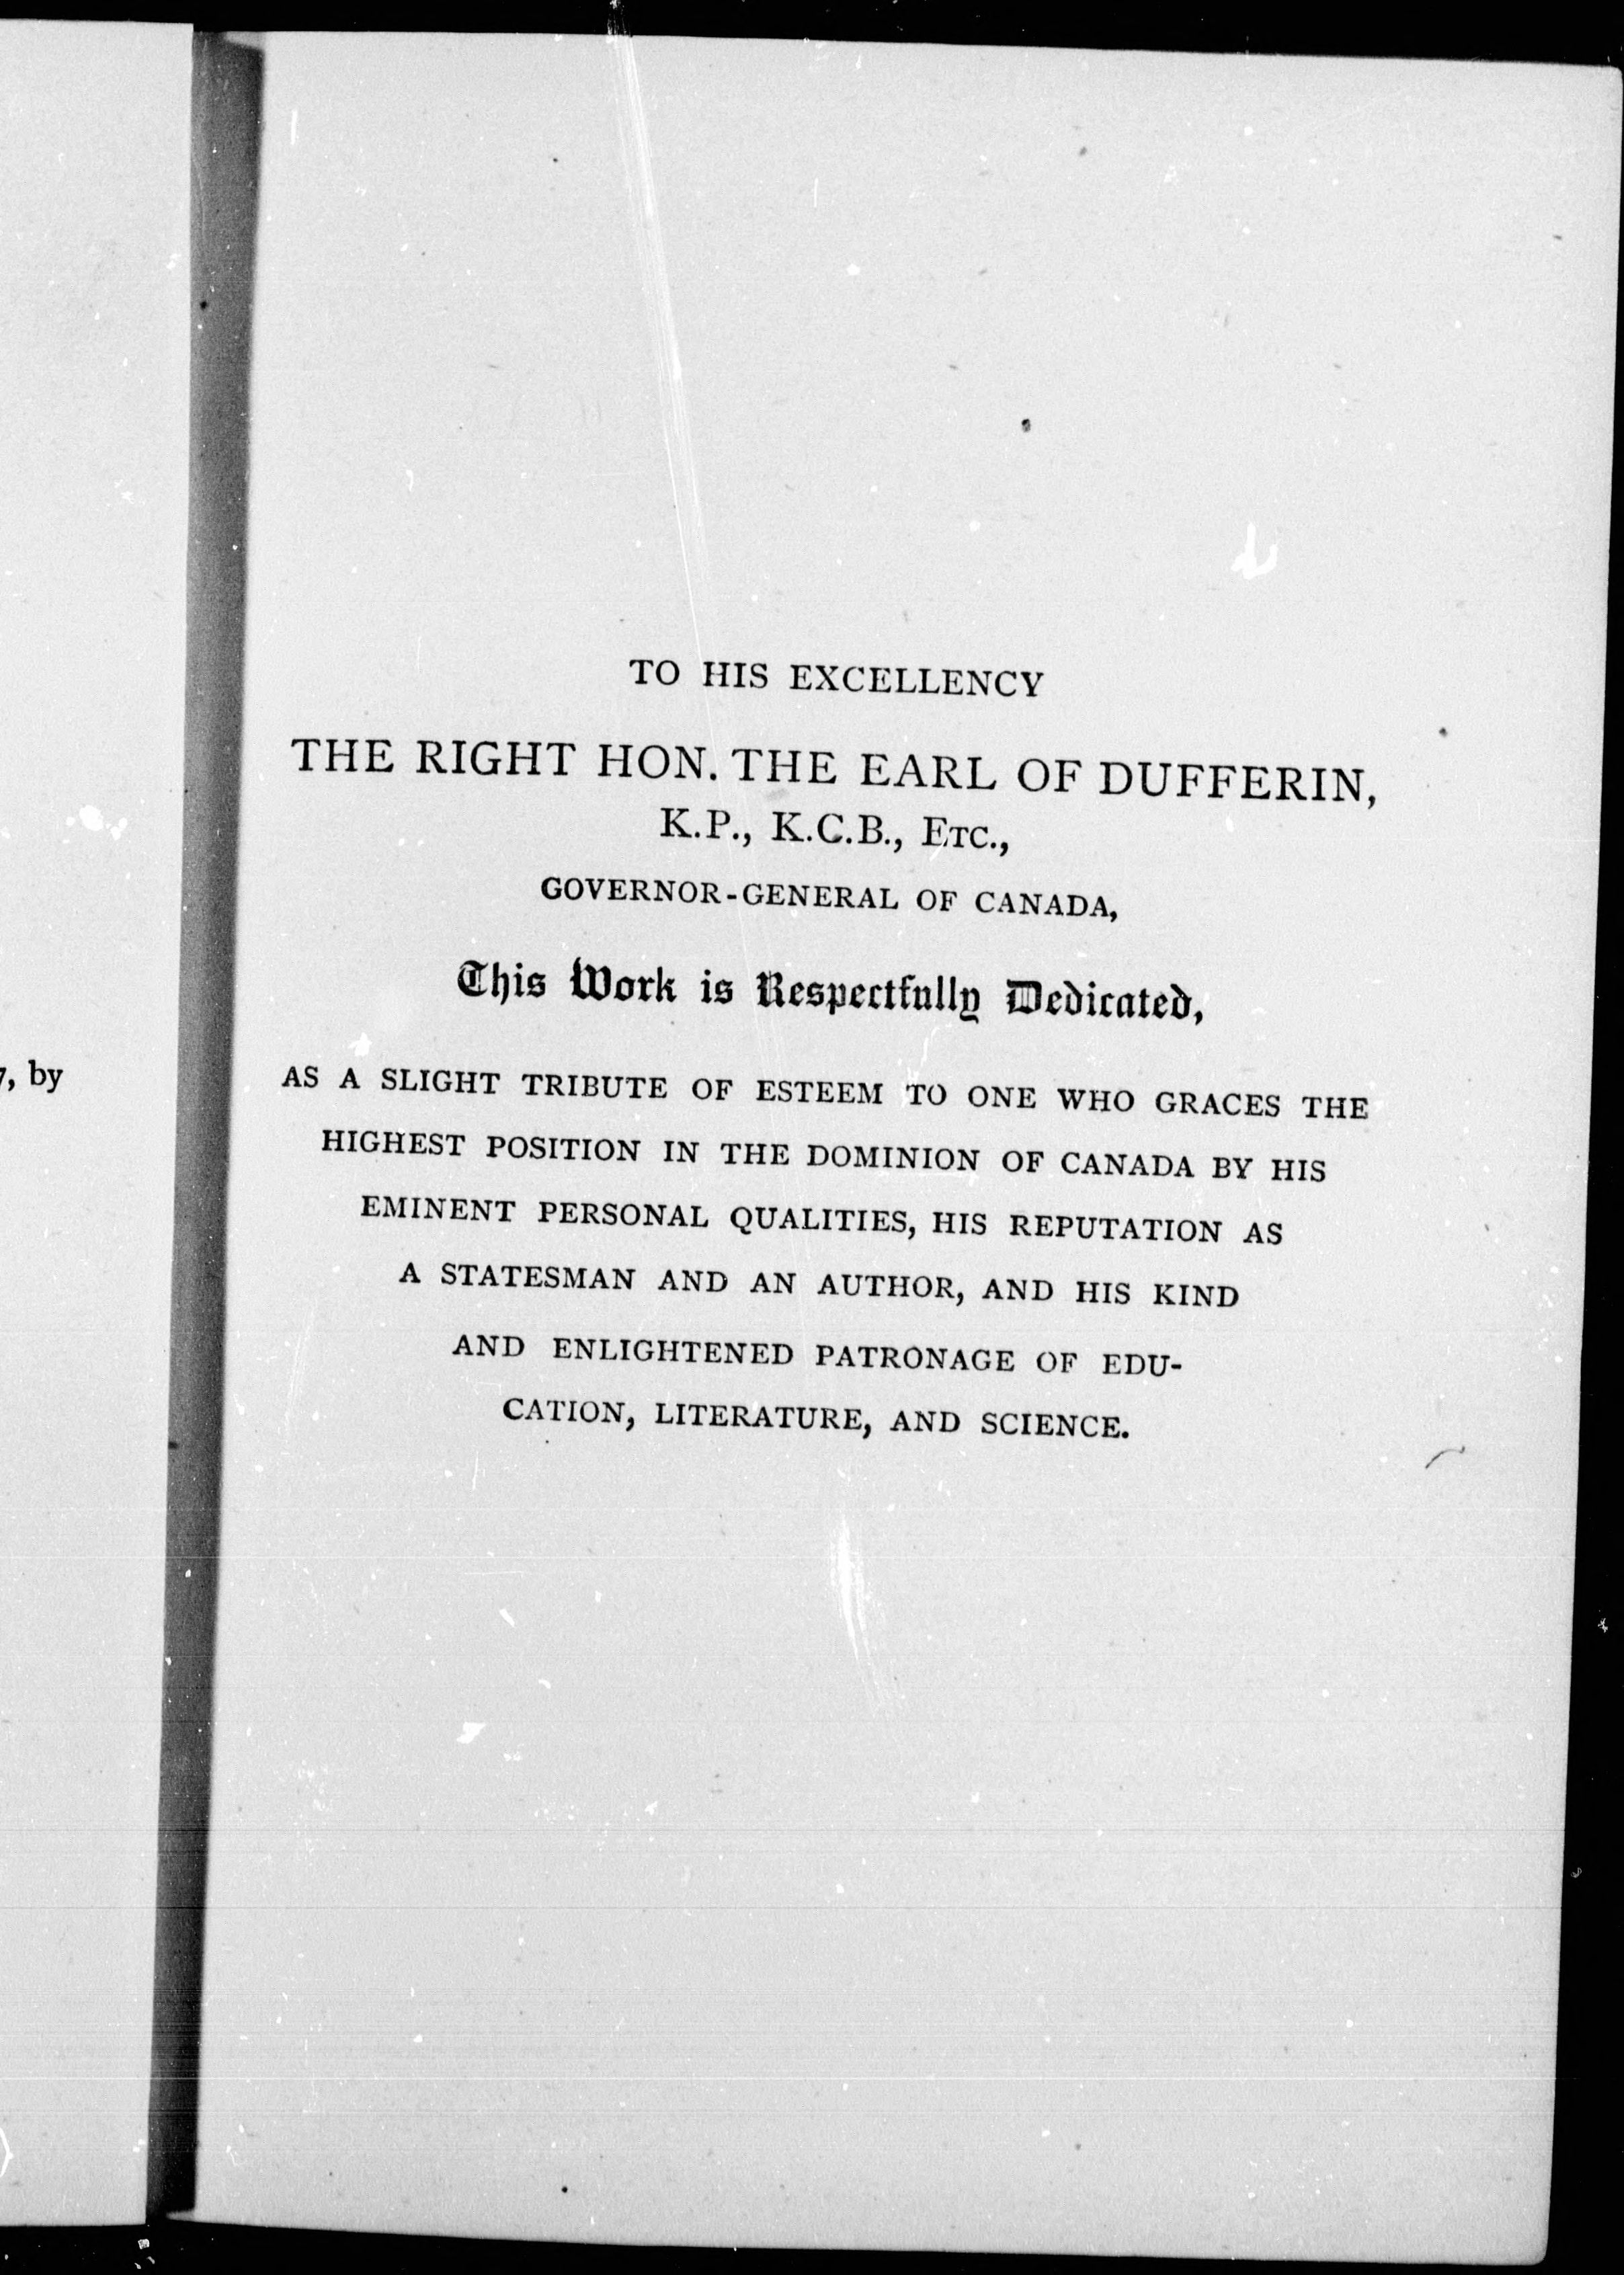 , by
TO HIS EXCELLENCY
THE RIGHT HON. THE EARL OF DUFFERIN,
K.P., K.C.B., ETC.,
GOVERNOR-GENERAL OF CANADA,
This Work is Respectfully Dedicated,
AS A SLIGHT TRIBUTE OF ESTEEM TO ONE WHO GRACES THE
HIGHEST POSITION IN THE DOMINION OF CANADA BY HIS
EMINENT PERSONAL QUALITIES, HIS REPUTATION AS
A STATESMAN AND AN AUTHOR, AND HIS KIND
AND ENLIGHTENED PATRONAGE OF EDU-
CATION, LITERATURE, AND SCIENCE.